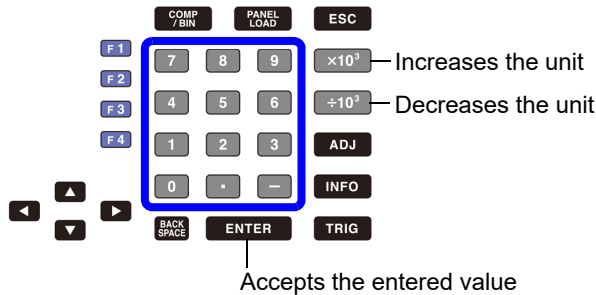 COMP
/BIN
PANEL
LOAD
ESC
F1
7 8 9 ×10³ Increases the unit
F2
4 5 6 ÷10³ Decreases the unit
F3
F4
1 2 3 ADJ
0 . − INFO
BACK
SPACE
ENTER TRIG
Accepts the entered value